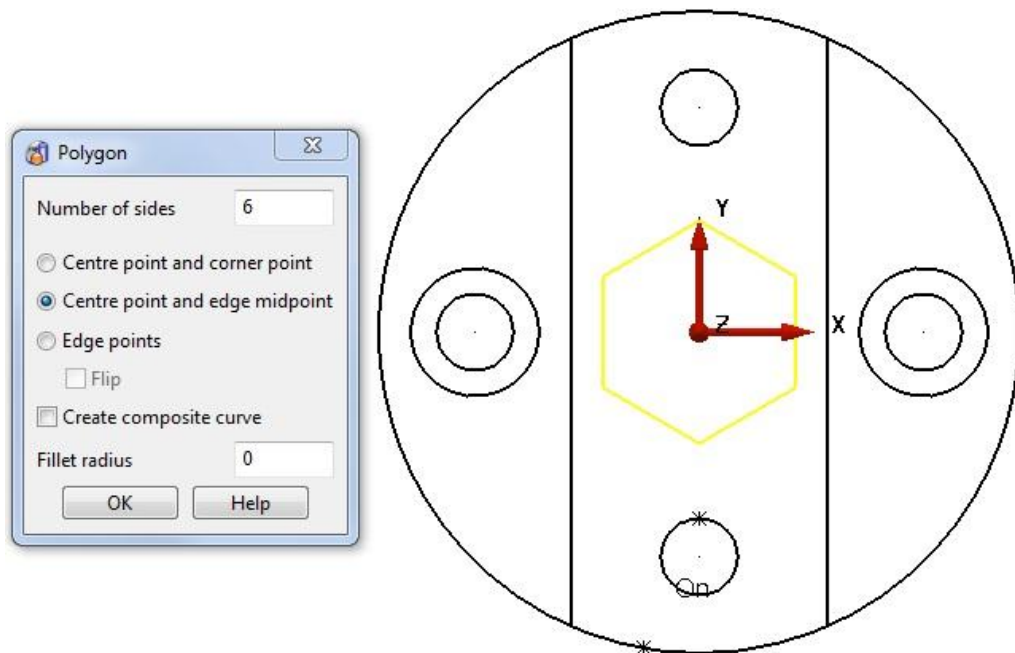 Polygon
Number of sides 6
Centre point and corner point
Centre point and edge midpoint
Edge points
Flip
Create composite curve
Fillet radius 0
OK Help
Y
Z X
On